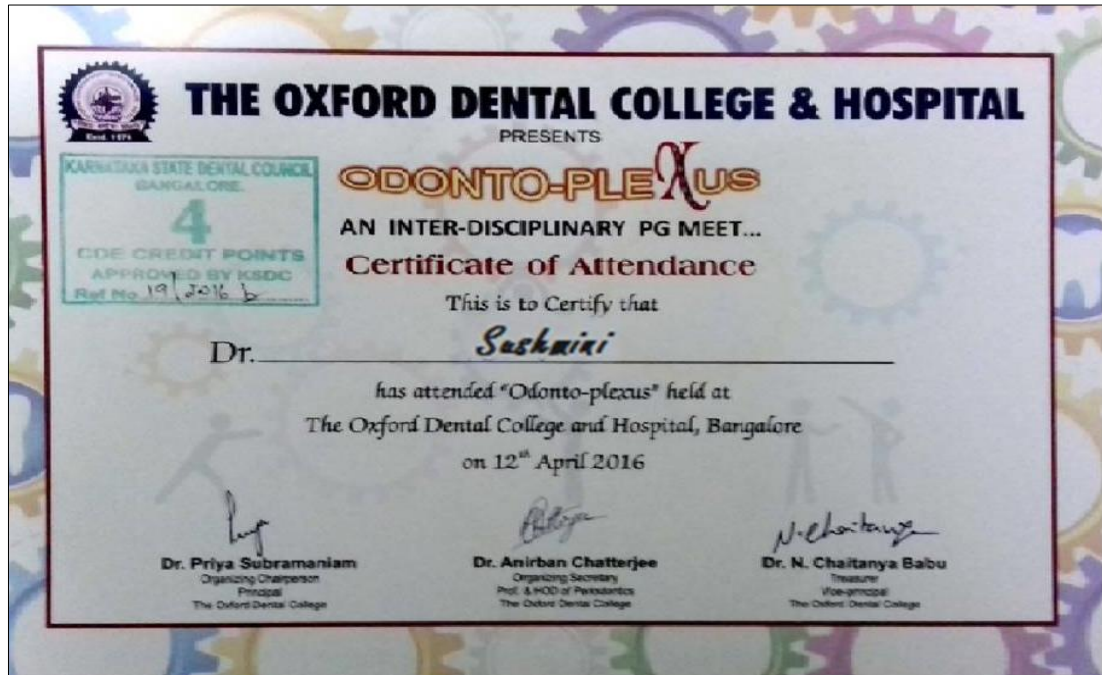 THE OXFORD DENTAL COLLEGE & HOSPITAL
Estd. 1974
PRESENTS
KARNATAKA STATE DENTAL COUNCIL
BANGALORE.
4
CDE CREDIT POINTS
APPROVED BY KSDC
Ref No 19/2016 b
ODONTO-PLEXUS
AN INTER-DISCIPLINARY PG MEET...
Certificate of Attendance
This is to Certify that
Dr. Sushmini
has attended "Odonto-plexus" held at
The Oxford Dental College and Hospital, Bangalore
on 12th April 2016
Dr. Priya Subramaniam
Organizing Chairperson
Principal
The Oxford Dental College
Dr. Anirban Chatterjee
Organizing Secretary
Prof. & HOD of Periodontics
The Oxford Dental College
N. Chaitanya
Dr. N. Chaitanya Babu
Treasurer
Vice-principal
The Oxford Dental College